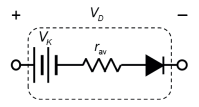 + V_D −
V_K
r_av